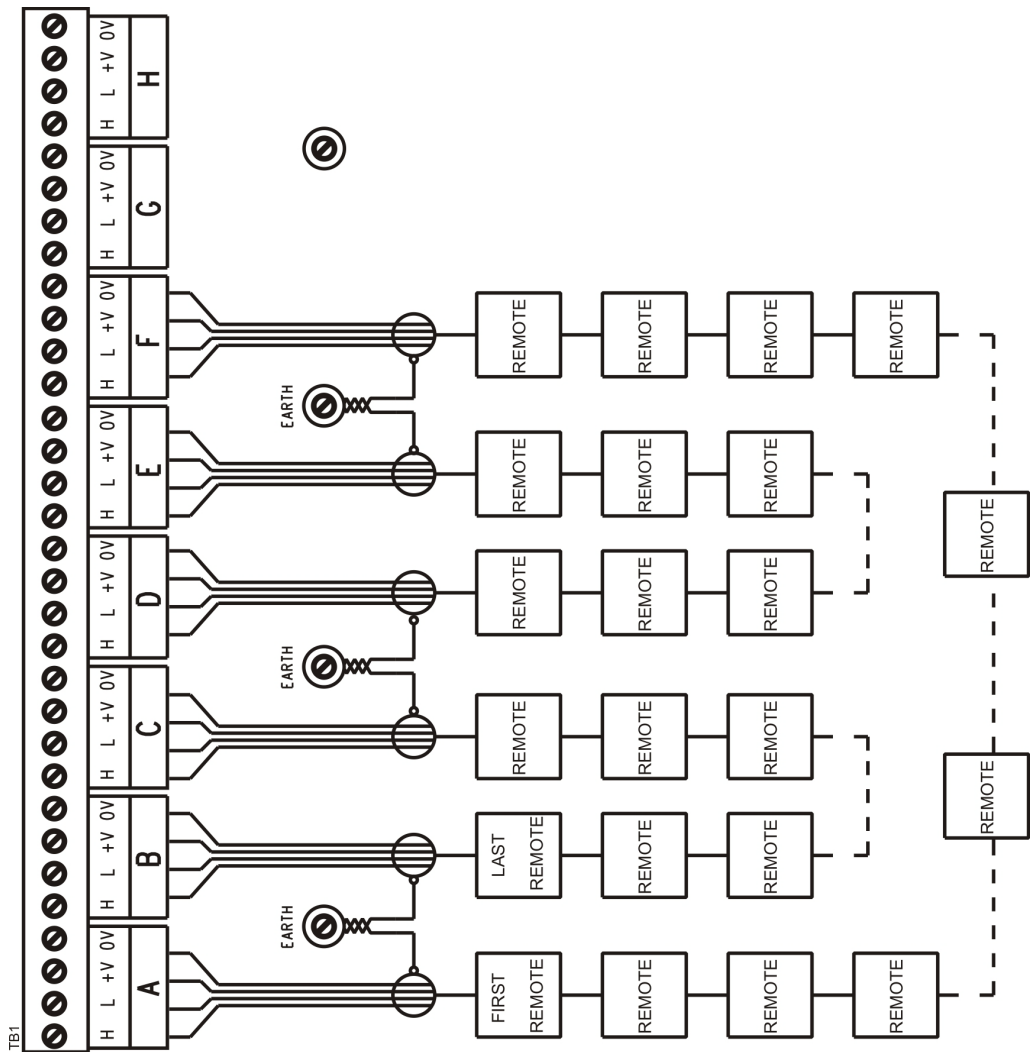 TB1
H L +V 0V H L +V 0V H L +V 0V H L +V 0V H L +V 0V H L +V 0V H L +V 0V H L +V 0V
A B C D E F G H
EARTH EARTH EARTH
FIRST
REMOTE
LAST
REMOTE
REMOTE REMOTE REMOTE REMOTE
REMOTE REMOTE REMOTE REMOTE REMOTE REMOTE
REMOTE REMOTE REMOTE REMOTE REMOTE REMOTE
REMOTE REMOTE
REMOTE REMOTE